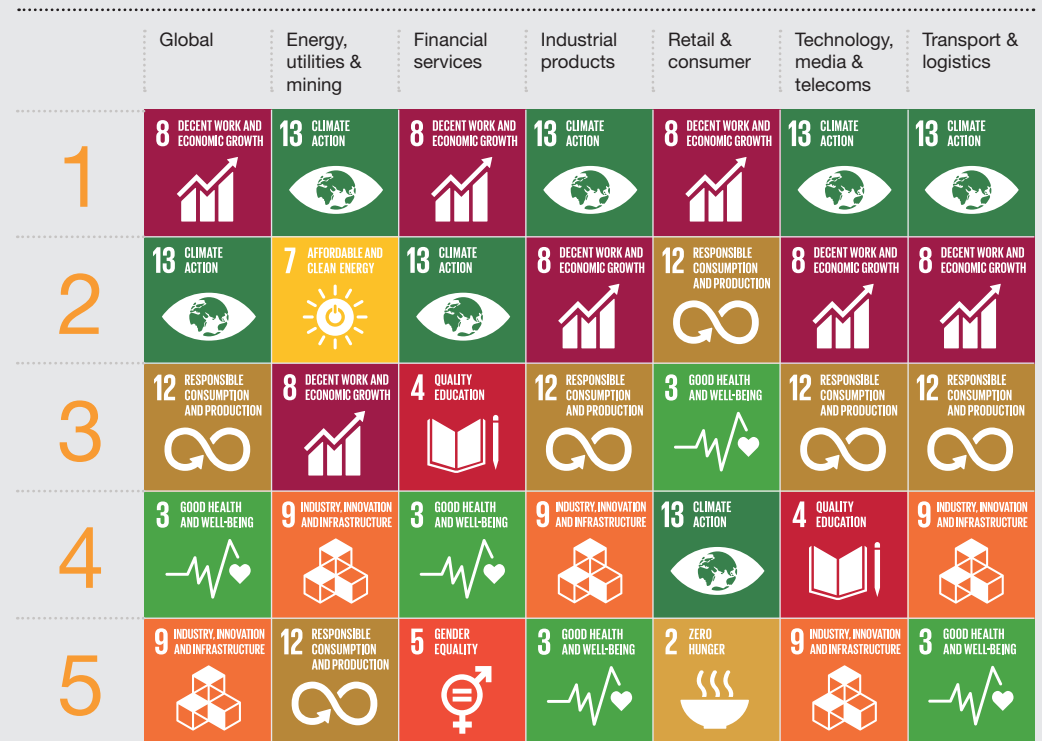 Global
Energy,
utilities &
mining
Financial
services
Industrial
products
Retail &
consumer
Technology,
media &
telecoms
Transport &
logistics
1
8 DECENT WORK AND
ECONOMIC GROWTH
13 CLIMATE
ACTION
8 DECENT WORK AND
ECONOMIC GROWTH
13 CLIMATE
ACTION
8 DECENT WORK AND
ECONOMIC GROWTH
13 CLIMATE
ACTION
13 CLIMATE
ACTION
2
13 CLIMATE
ACTION
7 AFFORDABLE AND
CLEAN ENERGY
13 CLIMATE
ACTION
8 DECENT WORK AND
ECONOMIC GROWTH
12 RESPONSIBLE
CONSUMPTION
AND PRODUCTION
8 DECENT WORK AND
ECONOMIC GROWTH
8 DECENT WORK AND
ECONOMIC GROWTH
3
12 RESPONSIBLE
CONSUMPTION
AND PRODUCTION
8 DECENT WORK AND
ECONOMIC GROWTH
4 QUALITY
EDUCATION
12 RESPONSIBLE
CONSUMPTION
AND PRODUCTION
3 GOOD HEALTH
AND WELL-BEING
12 RESPONSIBLE
CONSUMPTION
AND PRODUCTION
12 RESPONSIBLE
CONSUMPTION
AND PRODUCTION
4
3 GOOD HEALTH
AND WELL-BEING
9 INDUSTRY, INNOVATION
AND INFRASTRUCTURE
3 GOOD HEALTH
AND WELL-BEING
9 INDUSTRY, INNOVATION
AND INFRASTRUCTURE
13 CLIMATE
ACTION
4 QUALITY
EDUCATION
9 INDUSTRY, INNOVATION
AND INFRASTRUCTURE
5
9 INDUSTRY, INNOVATION
AND INFRASTRUCTURE
12 RESPONSIBLE
CONSUMPTION
AND PRODUCTION
5 GENDER
EQUALITY
3 GOOD HEALTH
AND WELL-BEING
2 ZERO
HUNGER
9 INDUSTRY, INNOVATION
AND INFRASTRUCTURE
3 GOOD HEALTH
AND WELL-BEING